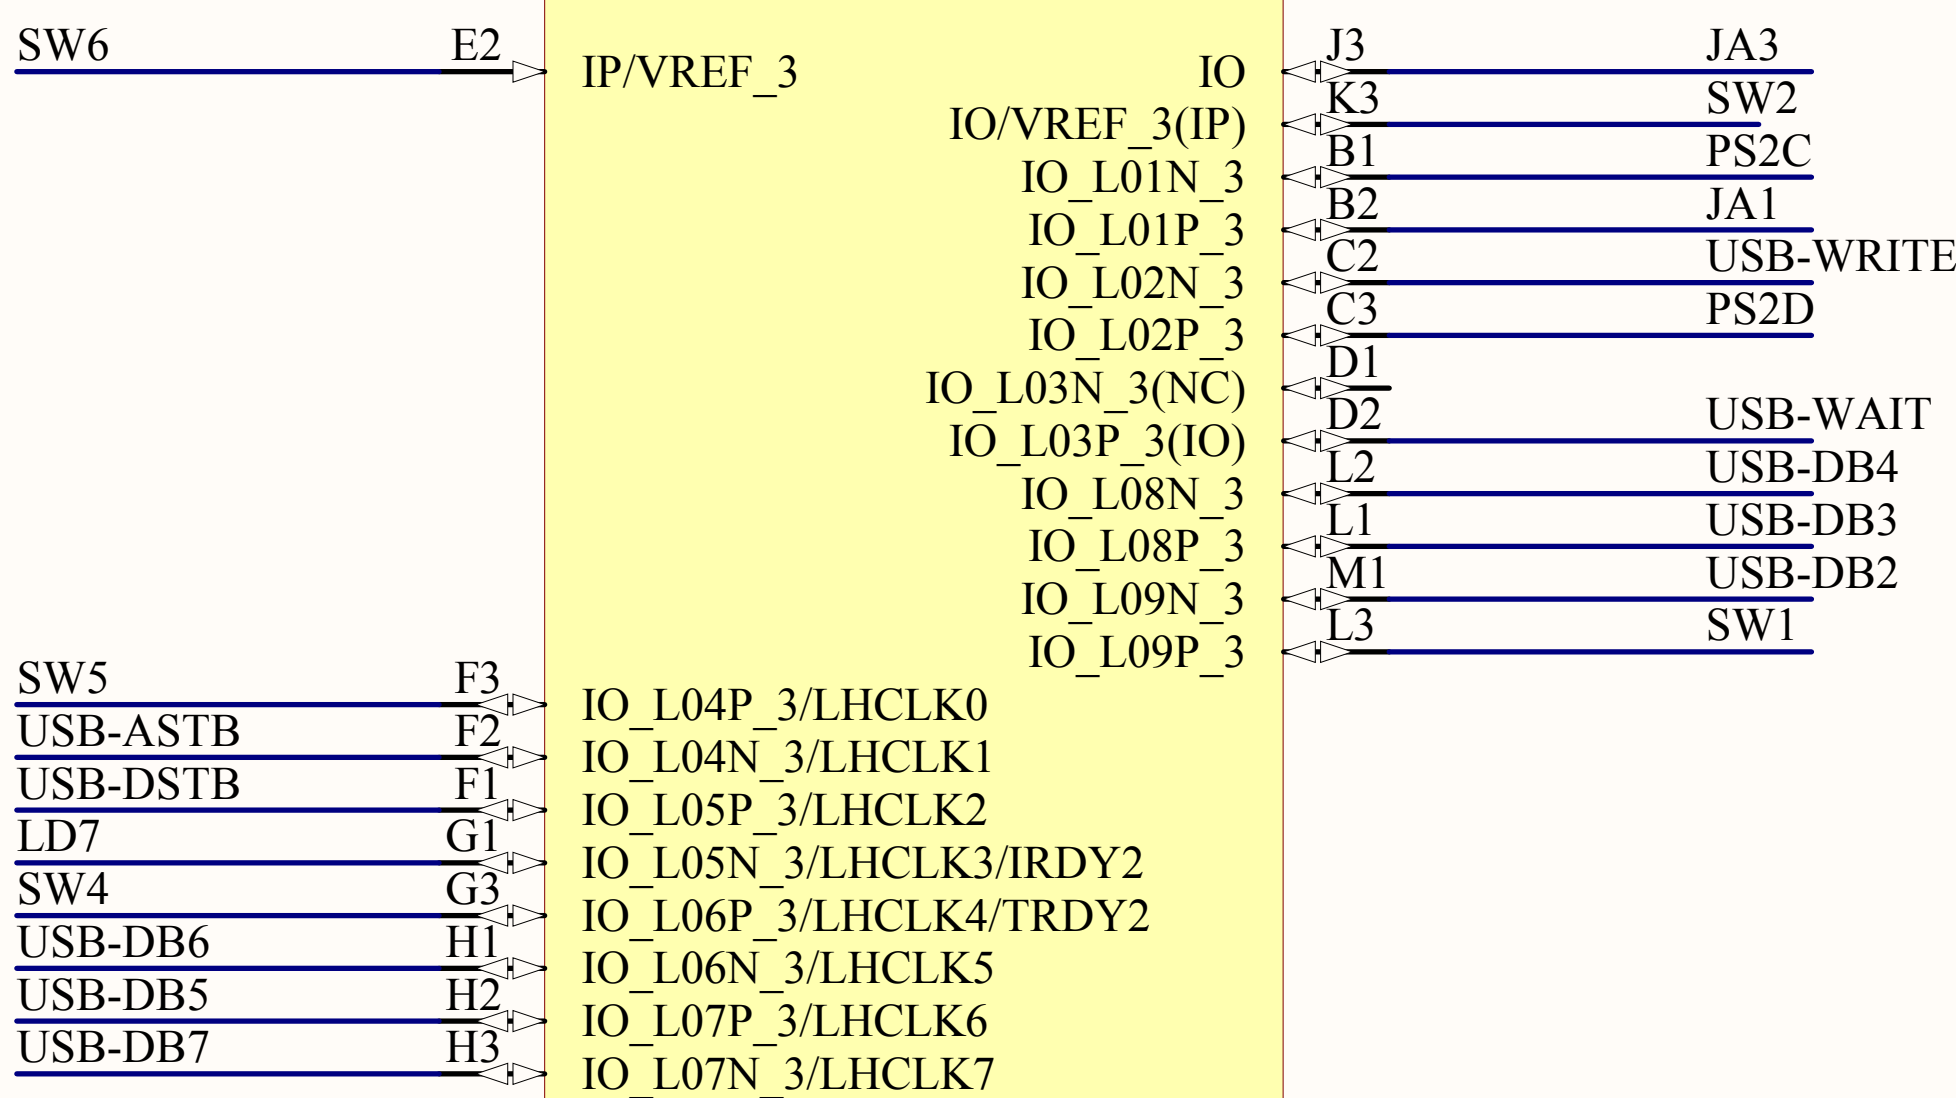 SW6 E2 IP/VREF_3 IO J3 JA3
IO/VREF_3(IP) K3 SW2
IO_L01N_3 B1 PS2C
IO_L01P_3 B2 JA1
IO_L02N_3 C2 USB-WRITE
IO_L02P_3 C3 PS2D
IO_L03N_3(NC) D1
IO_L03P_3(IO) D2 USB-WAIT
IO_L08N_3 L2 USB-DB4
IO_L08P_3 L1 USB-DB3
IO_L09N_3 M1 USB-DB2
IO_L09P_3 L3 SW1
SW5 F3 IO_L04P_3/LHCLK0
USB-ASTB F2 IO_L04N_3/LHCLK1
USB-DSTB F1 IO_L05P_3/LHCLK2
LD7 G1 IO_L05N_3/LHCLK3/IRDY2
SW4 G3 IO_L06P_3/LHCLK4/TRDY2
USB-DB6 H1 IO_L06N_3/LHCLK5
USB-DB5 H2 IO_L07P_3/LHCLK6
USB-DB7 H3 IO_L07N_3/LHCLK7